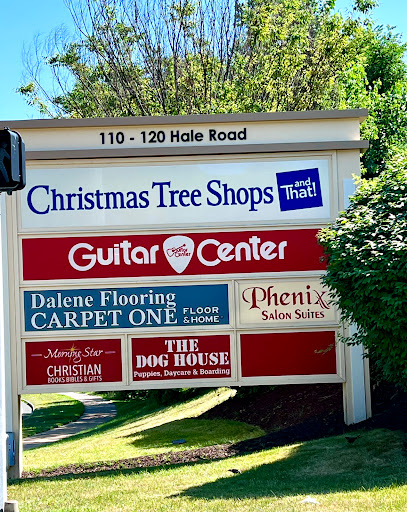 110 - 120 Hale Road
Christmas Tree Shops and That!
Guitar Guitar Center Center
Dalene Flooring
CARPET ONE FLOOR & HOME
Phenix
SALON SUITES
Morning Star
CHRISTIAN
BOOKS BIBLES & GIFTS
THE
DOG HOUSE
Puppies, Daycare & Boarding